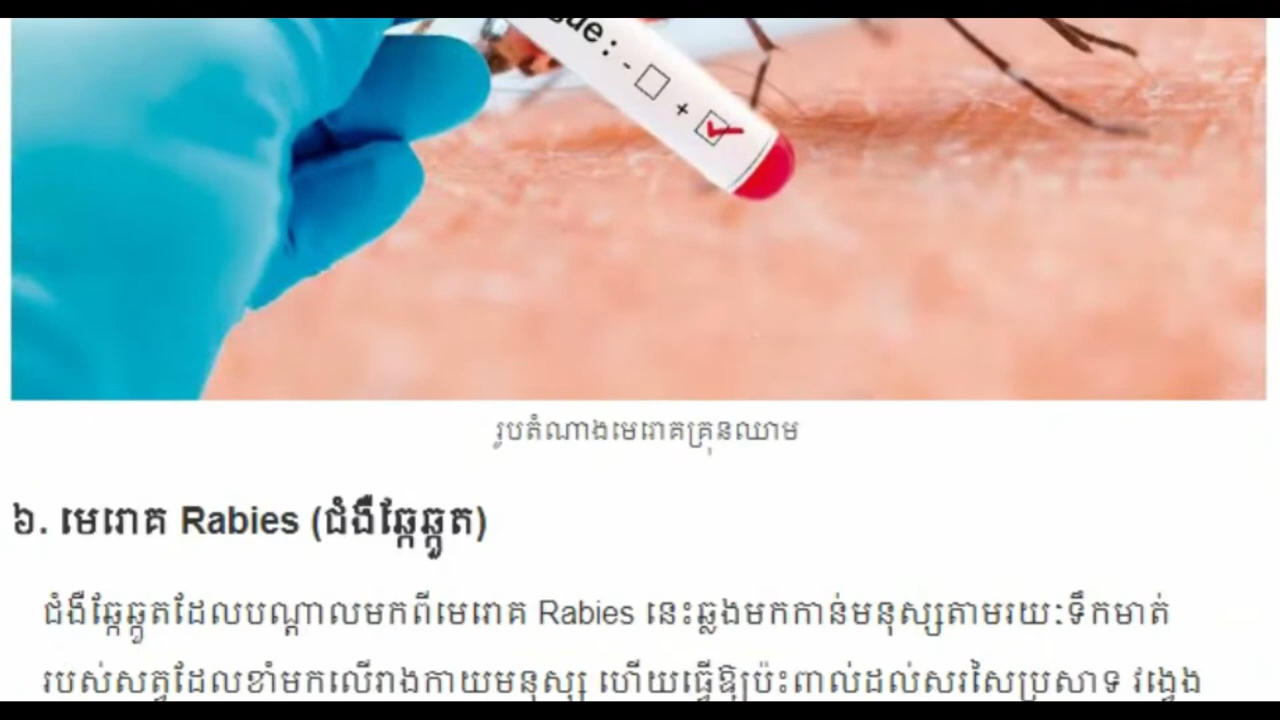 ue : - +
រូបតំណាងមេរោគគ្រុនឈាម
៦. មេរោគ Rabies (ជំងឺឆ្កែឆ្កួត)
ជំងឺឆ្កែឆ្កួតដែលបណ្តាលមកពីមេរោគ Rabies នេះឆ្លងមកកាន់មនុស្សតាមរយៈទឹកមាត់
របស់សត្វដែលខាំមកលើរាងកាយមនុស្ស ហើយធ្វើឱ្យប៉ះពាល់ដល់សរសៃប្រសាទ វង្វេង